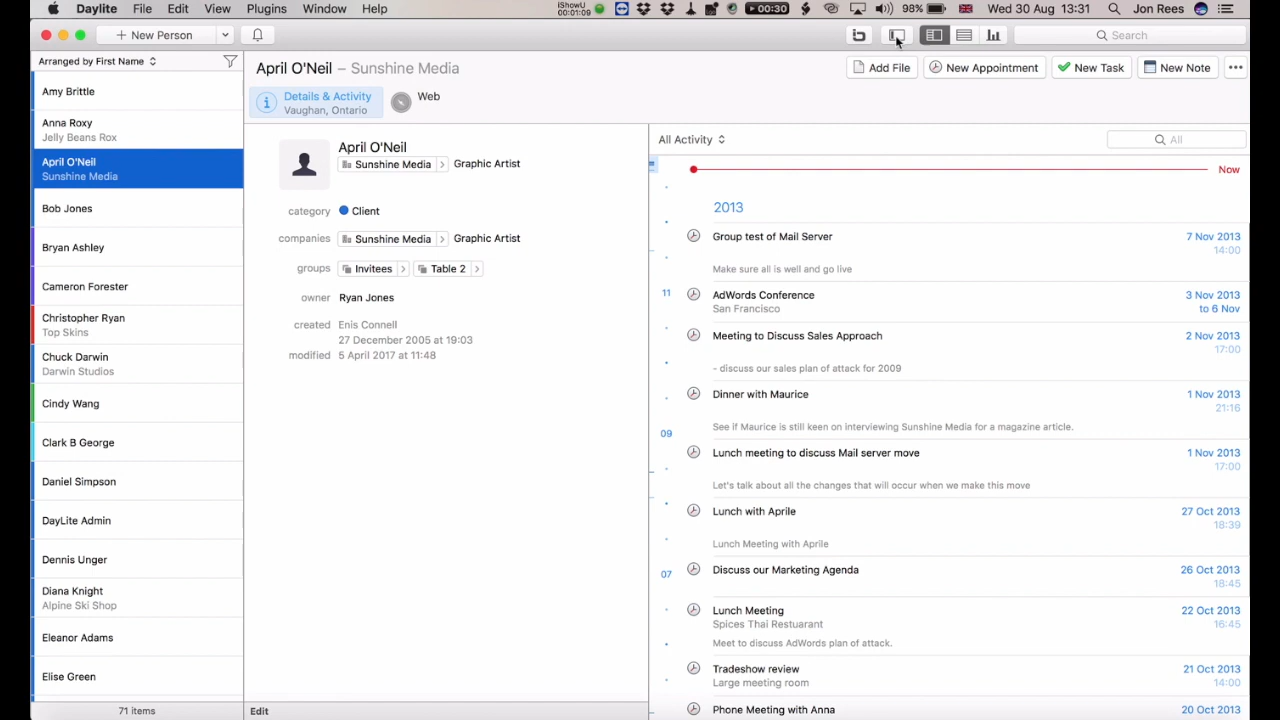 Daylite File Edit View Plugins Window Help
iShowU
00:01:09
00:30
98%
Wed 30 Aug 13:31
Jon Rees
+ New Person
Search
Arranged by First Name
Amy Brittle
Anna Roxy
Jelly Beans Rox
April O'Neil
Sunshine Media
Bob Jones
Bryan Ashley
Cameron Forester
Christopher Ryan
Top Skins
Chuck Darwin
Darwin Studios
Cindy Wang
Clark B George
Daniel Simpson
DayLite Admin
Dennis Unger
Diana Knight
Alpine Ski Shop
Eleanor Adams
Elise Green
71 items
April O'Neil – Sunshine Media
Add File
New Appointment
New Task
New Note
Details & Activity
Vaughan, Ontario
Web
April O'Neil
Sunshine Media Graphic Artist
category Client
companies Sunshine Media Graphic Artist
groups Invitees Table 2
owner Ryan Jones
created Enis Connell
27 December 2005 at 19:03
modified 5 April 2017 at 11:48
Edit
All Activity
All
Now
2013
Group test of Mail Server 7 Nov 2013
14:00
Make sure all is well and go live
11
AdWords Conference 3 Nov 2013
San Francisco to 6 Nov
Meeting to Discuss Sales Approach 2 Nov 2013
17:00
- discuss our sales plan of attack for 2009
Dinner with Maurice 1 Nov 2013
21:16
See if Maurice is still keen on interviewing Sunshine Media for a magazine article.
09
Lunch meeting to discuss Mail server move 1 Nov 2013
17:00
Let's talk about all the changes that will occur when we make this move
Lunch with Aprile 27 Oct 2013
18:39
Lunch Meeting with Aprile
07
Discuss our Marketing Agenda 26 Oct 2013
18:45
Lunch Meeting 22 Oct 2013
Spices Thai Restuarant 16:45
Meet to discuss AdWords plan of attack.
Tradeshow review 21 Oct 2013
Large meeting room 14:00
Phone Meeting with Anna 20 Oct 2013